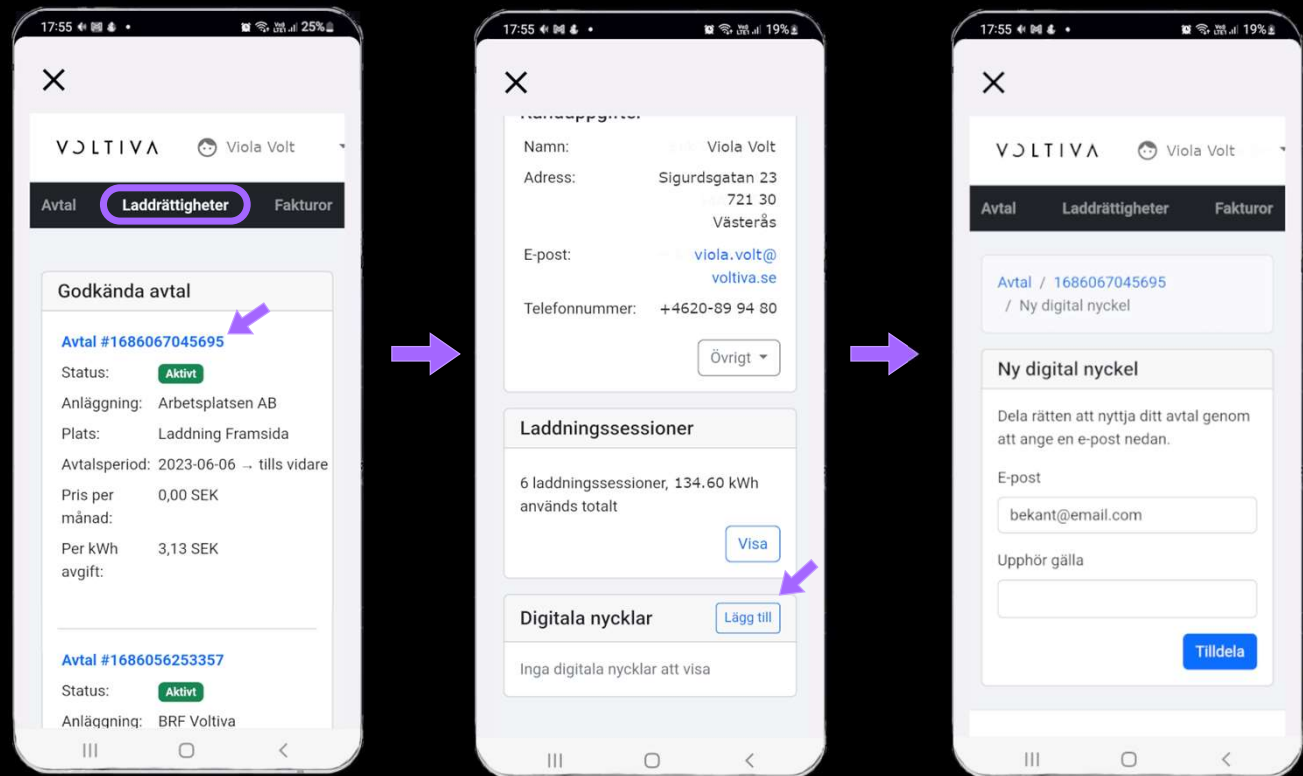 17:55 25%
VOLTIVA Viola Volt
Avtal Laddrättigheter Fakturor
Godkända avtal
Avtal #1686067045695
Status: Aktivt
Anläggning: Arbetsplatsen AB
Plats: Laddning Framsida
Avtalsperiod: 2023-06-06 → tills vidare
Pris per 0,00 SEK
månad:
Per kWh 3,13 SEK
avgift:
Avtal #1686056253357
Status: Aktivt
Anläggning: BRF Voltiva
17:55 19%
Namn: Viola Volt
Adress: Sigurdsgatan 23
721 30
Västerås
E-post: viola.volt@
voltiva.se
Telefonnummer: +4620-89 94 80
Övrigt
Laddningssessioner
6 laddningssessioner, 134.60 kWh
används totalt
Visa
Digitala nycklar Lägg till
Inga digitala nycklar att visa
17:55 19%
VOLTIVA Viola Volt
Avtal Laddrättigheter Fakturor
Avtal / 1686067045695
/ Ny digital nyckel
Ny digital nyckel
Dela rätten att nyttja ditt avtal genom
att ange en e-post nedan.
E-post
bekant@email.com
Upphör gälla
Tilldela